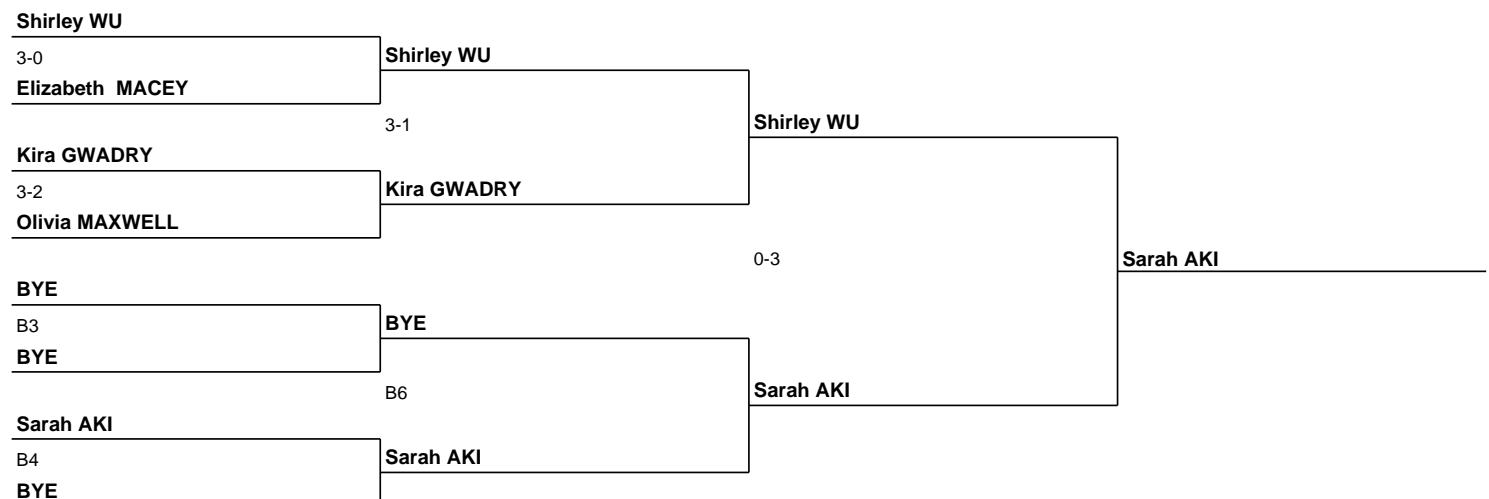 Shirley WU
3-0
Shirley WU
Elizabeth MACEY
3-1
Shirley WU
Kira GWADRY
3-2
Kira GWADRY
Olivia MAXWELL
0-3
Sarah AKI
BYE
B3
BYE
BYE
B6
Sarah AKI
Sarah AKI
B4
Sarah AKI
BYE